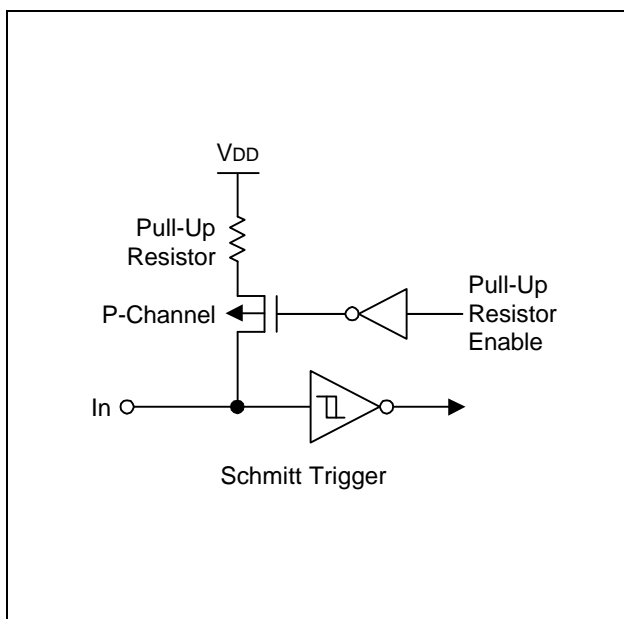 VDD
Pull-Up
Resistor
P-Channel
Pull-Up
Resistor
Enable
In
Schmitt Trigger